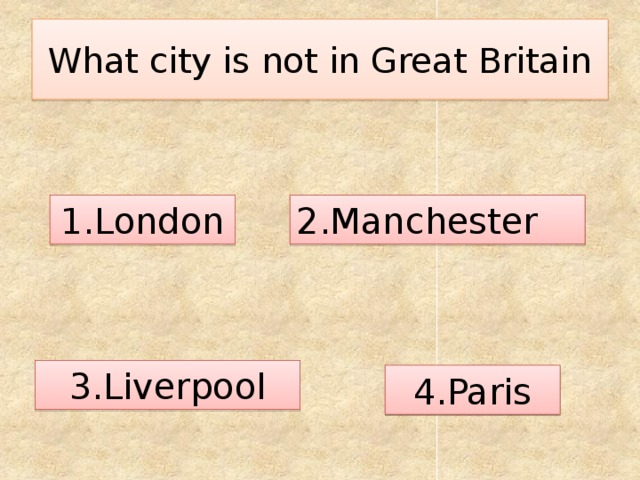 What city is not in Great Britain
1.London
2.Manchester
3.Liverpool
4.Paris